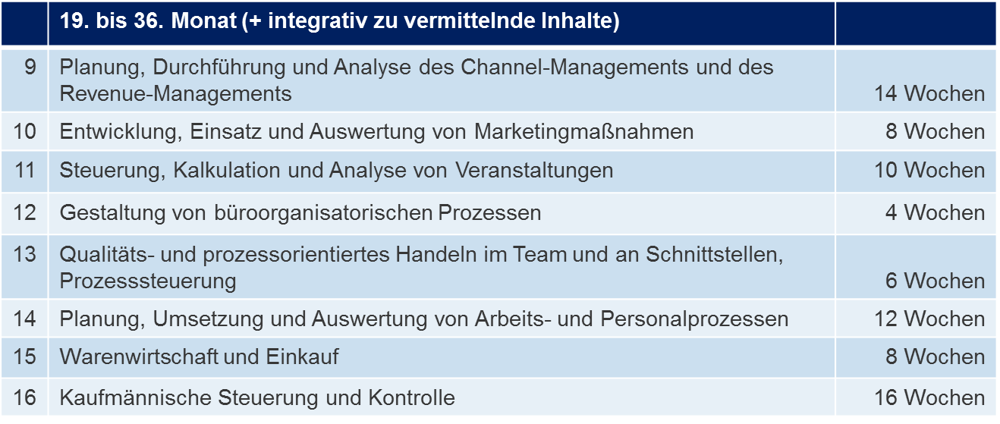 19. bis 36. Monat (+ integrativ zu vermittelnde Inhalte)
9 Planung, Durchführung und Analyse des Channel-Managements und des
Revenue-Managements 14 Wochen
10 Entwicklung, Einsatz und Auswertung von Marketingmaßnahmen 8 Wochen
11 Steuerung, Kalkulation und Analyse von Veranstaltungen 10 Wochen
12 Gestaltung von büroorganisatorischen Prozessen 4 Wochen
13 Qualitäts- und prozessorientiertes Handeln im Team und an Schnittstellen,
Prozesssteuerung 6 Wochen
14 Planung, Umsetzung und Auswertung von Arbeits- und Personalprozessen 12 Wochen
15 Warenwirtschaft und Einkauf 8 Wochen
16 Kaufmännische Steuerung und Kontrolle 16 Wochen